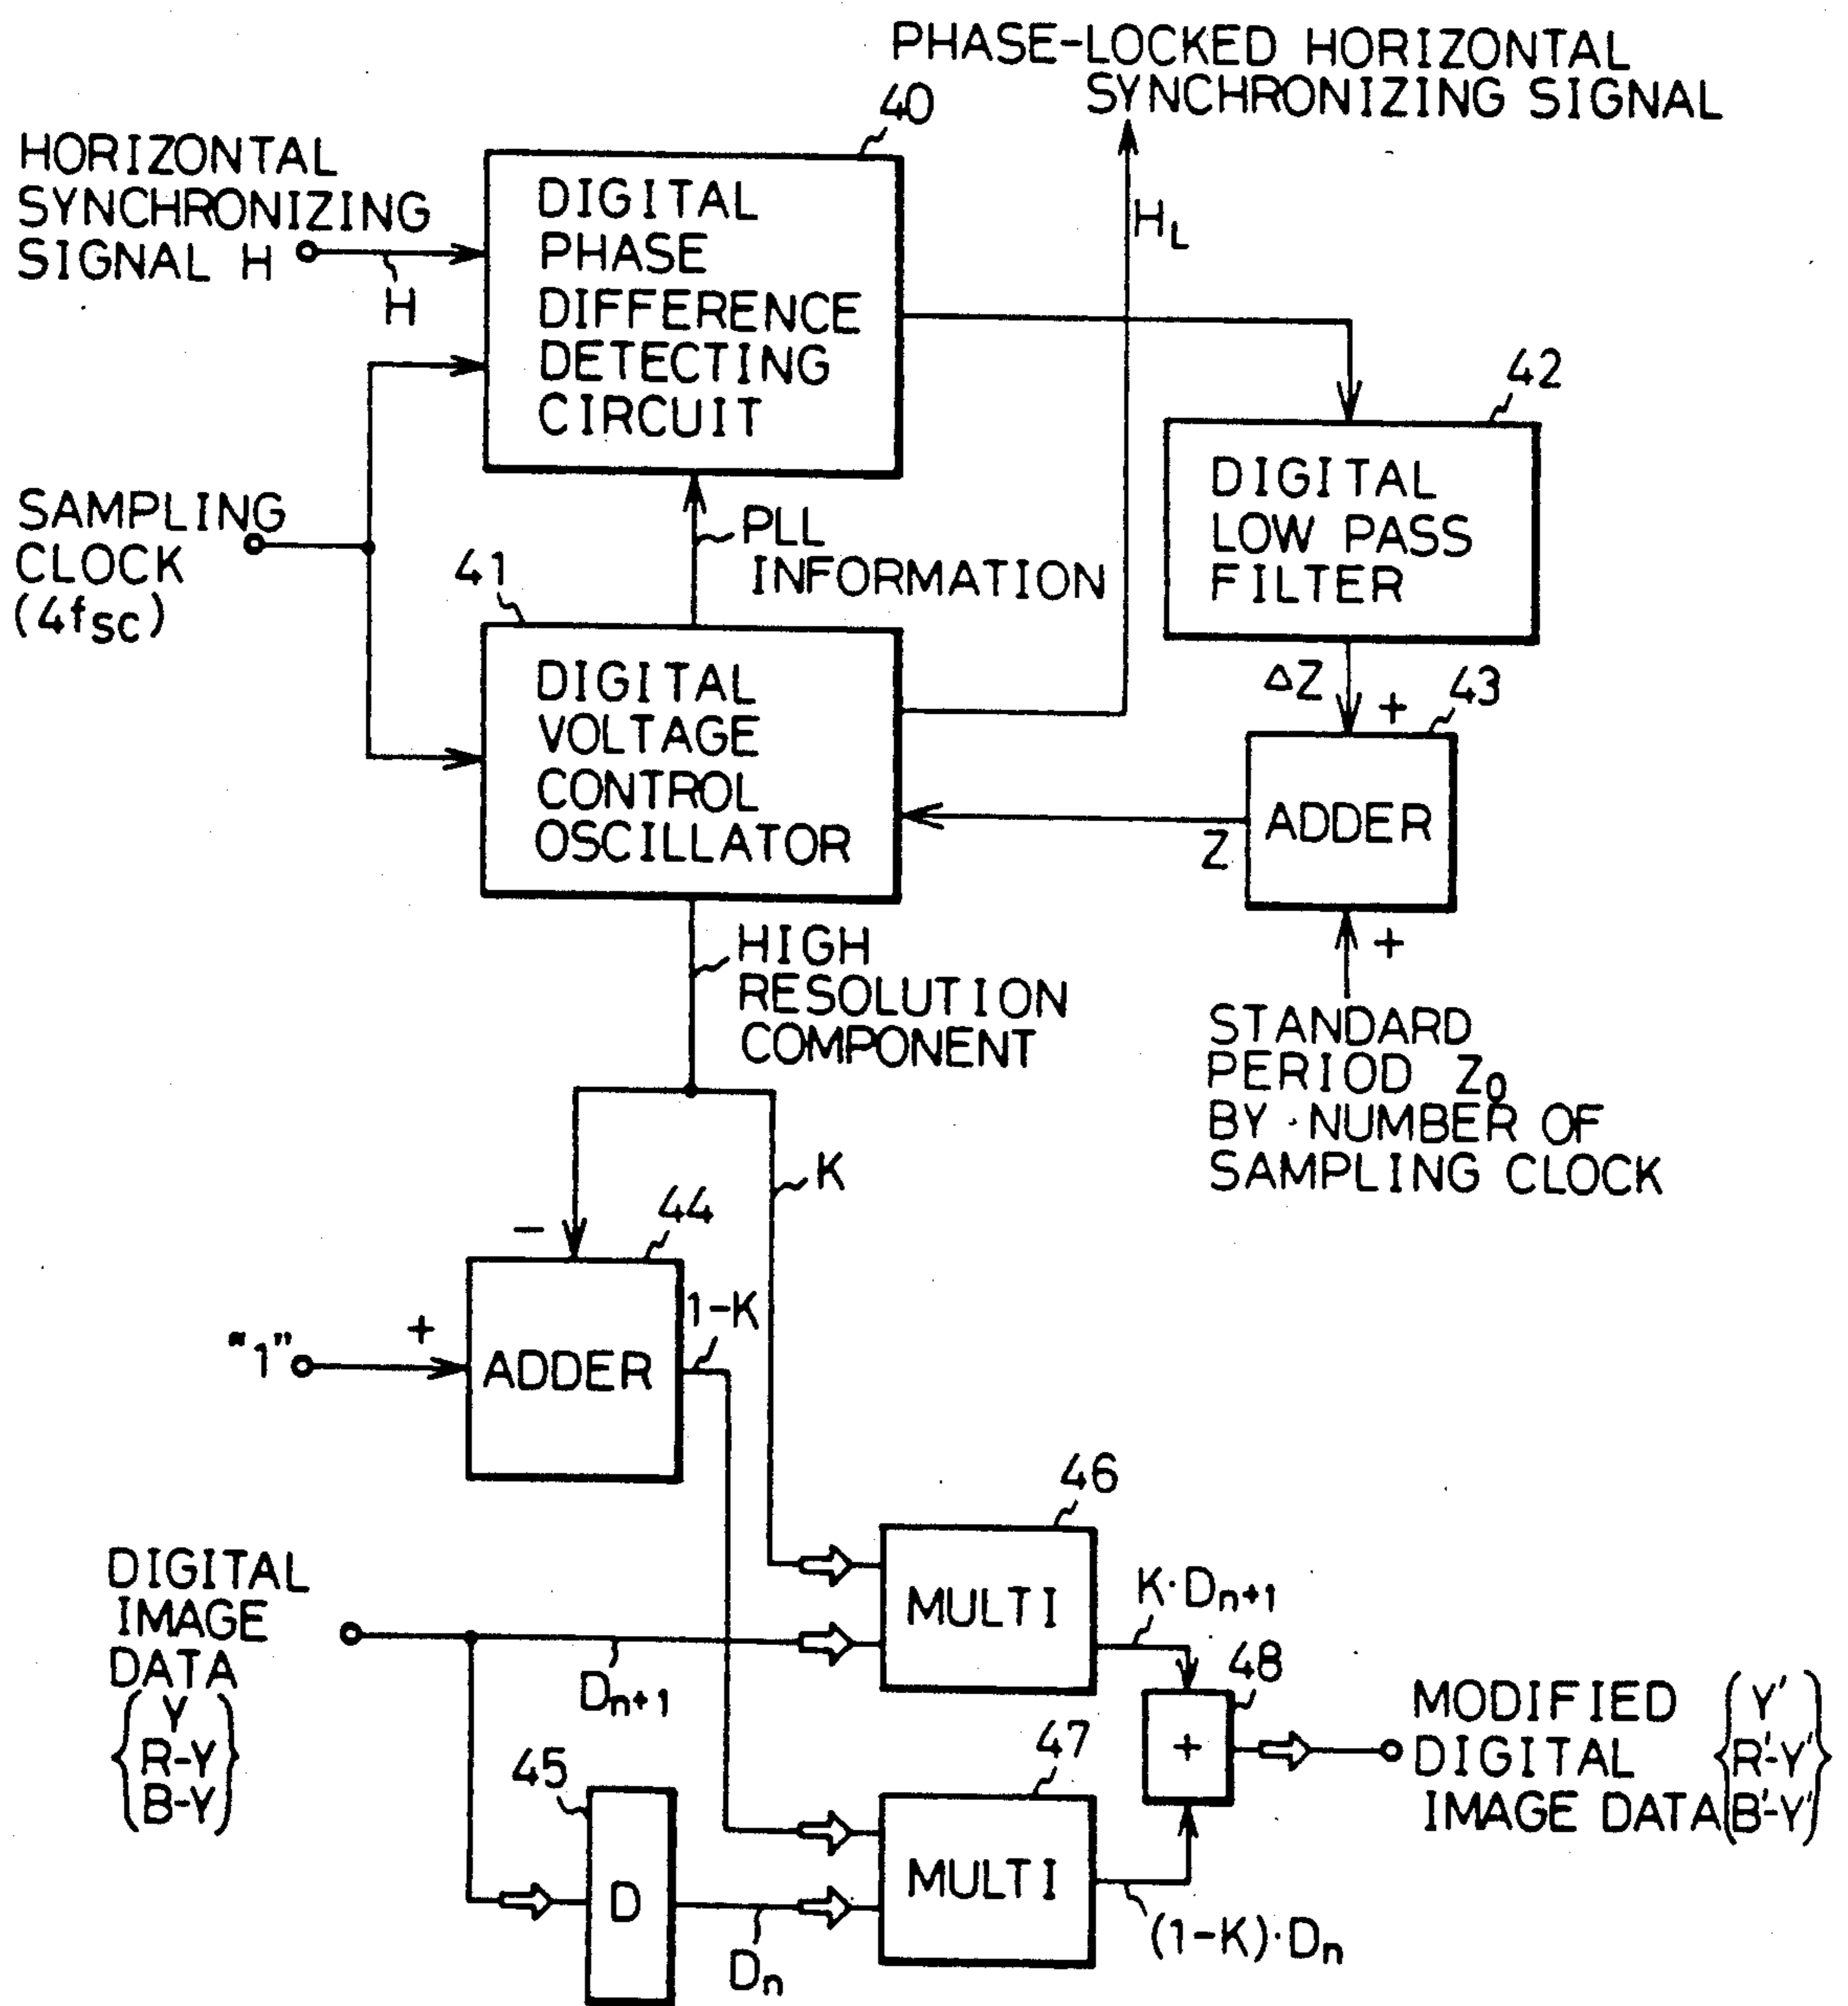 PHASE-LOCKED HORIZONTAL
SYNCHRONIZING SIGNAL
40
HORIZONTAL
SYNCHRONIZING
SIGNAL H
H
DIGITAL
PHASE
DIFFERENCE
DETECTING
CIRCUIT
HL
42
DIGITAL
LOW PASS
FILTER
SAMPLING
CLOCK
(4fsc)
PLL
INFORMATION
41
DIGITAL
VOLTAGE
CONTROL
OSCILLATOR
ΔZ
+
43
ADDER
Z
+
STANDARD
PERIOD Z0
BY NUMBER OF
SAMPLING CLOCK
HIGH
RESOLUTION
COMPONENT
K
−
44
"1"
+
ADDER
1-K
46
MULTI
K·Dn+1
DIGITAL
IMAGE
DATA
Y
R-Y
B-Y
Dn+1
45
D
Dn
47
MULTI
(1-K)·Dn
48
+
MODIFIED
DIGITAL
IMAGE DATA
Y'
R'-Y'
B'-Y'